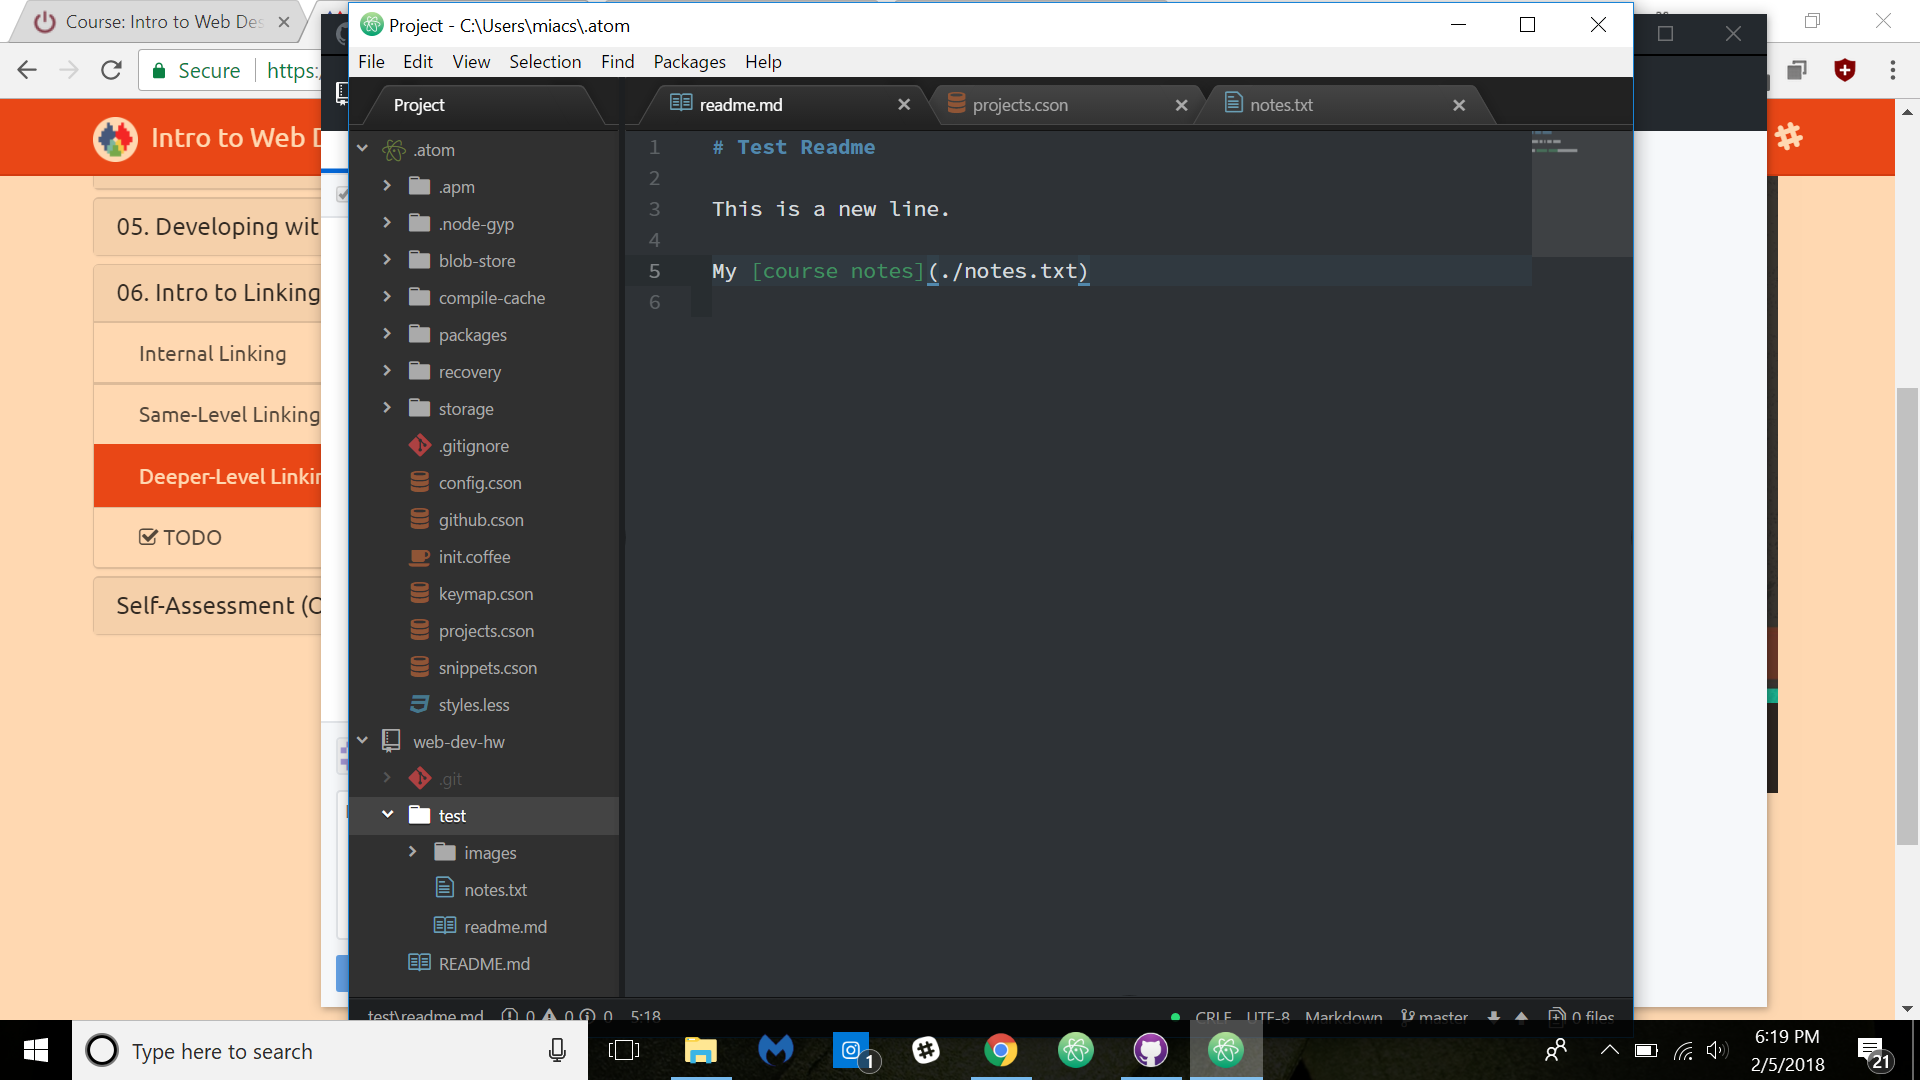 Course: Intro to Web Des
Secure
https:
Project - C:\Users\miacs\.atom
File Edit View Selection Find Packages Help
Project
readme.md
projects.cson
notes.txt
Intro to Web D
05. Developing wit
06. Intro to Linking
Internal Linking
Same-Level Linking
Deeper-Level Linkin
TODO
Self-Assessment (C
.atom
.apm
.node-gyp
blob-store
compile-cache
packages
recovery
storage
.gitignore
config.cson
github.cson
init.coffee
keymap.cson
projects.cson
snippets.cson
styles.less
web-dev-hw
.git
test
images
notes.txt
readme.md
README.md
1 # Test Readme
2
3 This is a new line.
4
5 My [course notes](./notes.txt)
6
test\readme.md 0 0 0 5:18
CRLF UTF-8 Markdown master 0 files
Type here to search
1
6:19 PM
2/5/2018
21